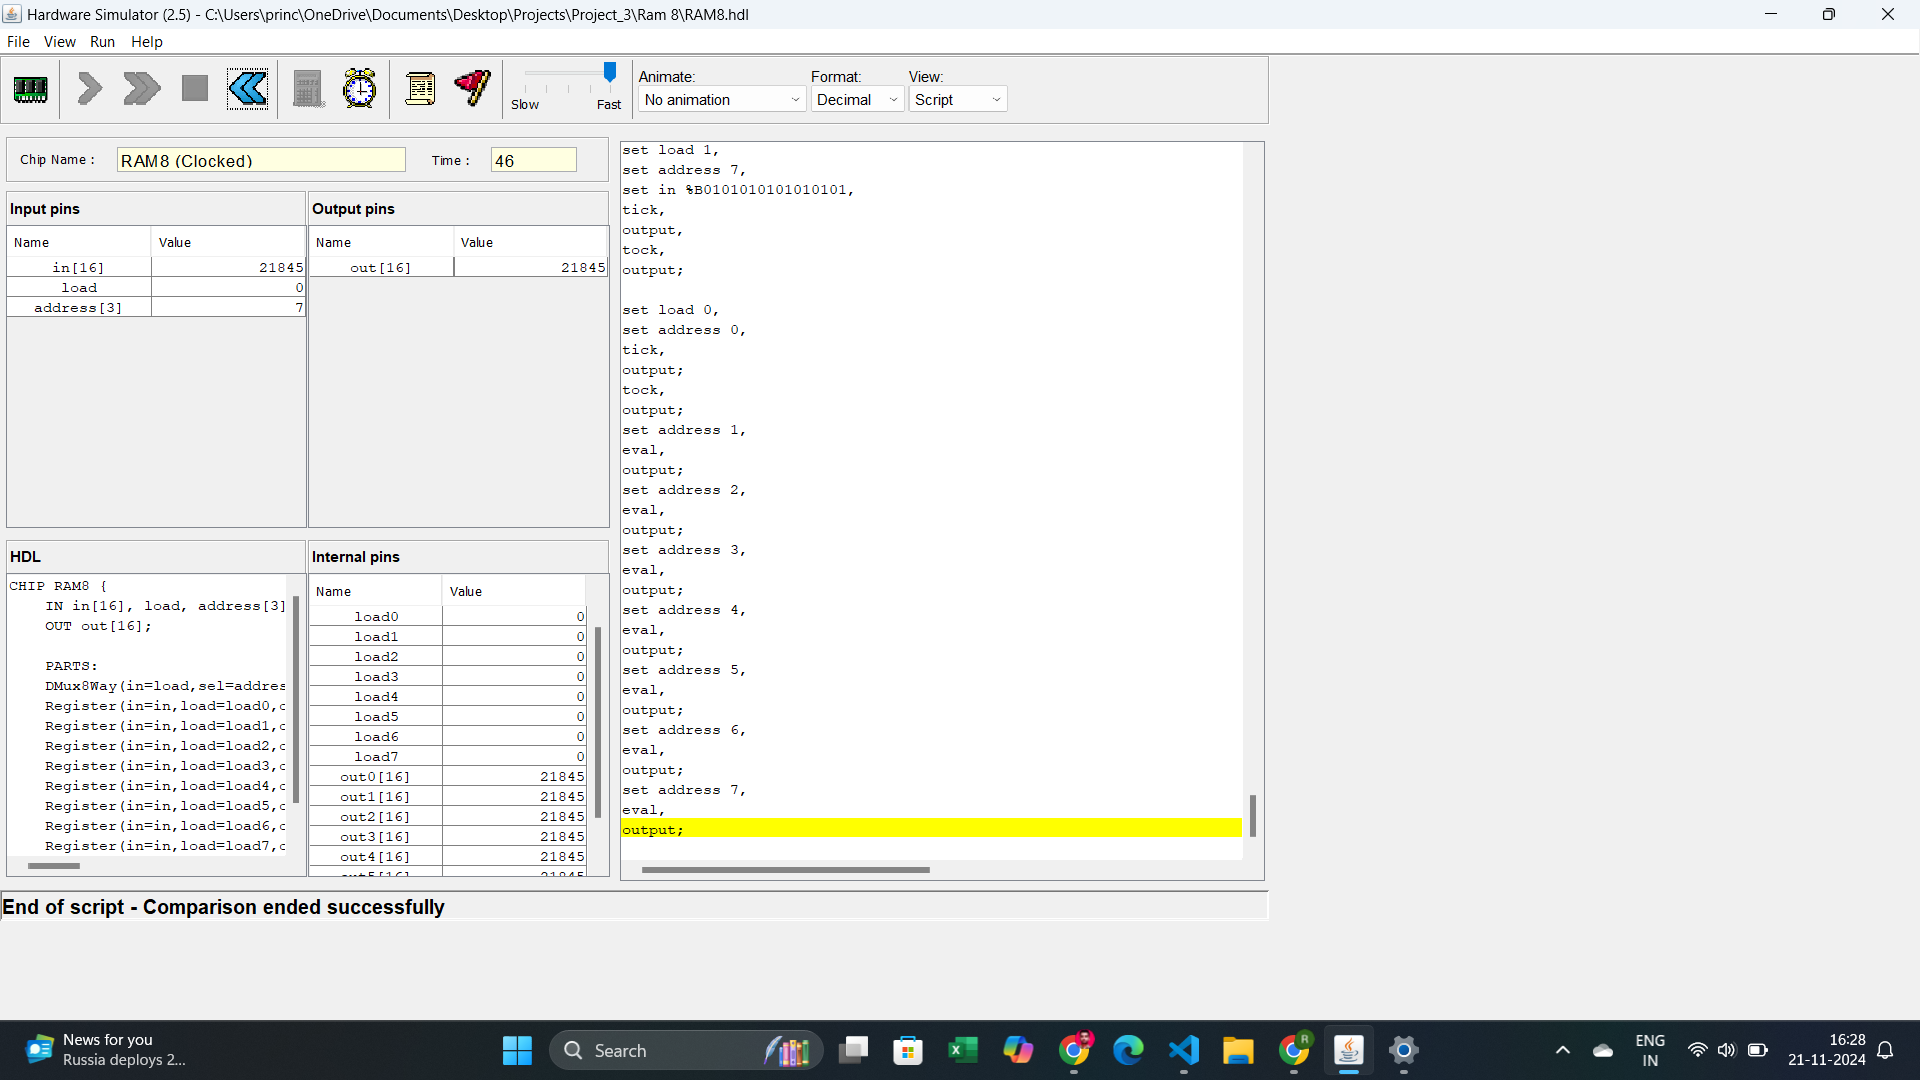 Hardware Simulator (2.5) - C:\Users\princ\OneDrive\Documents\Desktop\Projects\Project_3\Ram 8\RAM8.hdl
File View Run Help
Slow Fast
Animate: Format: View:
No animation Decimal Script
Chip Name : RAM8 (Clocked) Time : 46
Input pins
Name Value
in[16] 21845
load 0
address[3] 7
Output pins
Name Value
out[16] 21845
HDL
CHIP RAM8 {
IN in[16], load, address[3]
OUT out[16];
PARTS:
DMux8Way(in=load,sel=addres
Register(in=in,load=load0,
Register(in=in,load=load1,
Register(in=in,load=load2,
Register(in=in,load=load3,
Register(in=in,load=load4,
Register(in=in,load=load5,
Register(in=in,load=load6,
Register(in=in,load=load7,
Internal pins
Name Value
load0 0
load1 0
load2 0
load3 0
load4 0
load5 0
load6 0
load7 0
out0[16] 21845
out1[16] 21845
out2[16] 21845
out3[16] 21845
out4[16] 21845
set load 1,
set address 7,
set in %B0101010101010101,
tick,
output,
tock,
output;
set load 0,
set address 0,
tick,
output;
tock,
output;
set address 1,
eval,
output;
set address 2,
eval,
output;
set address 3,
eval,
output;
set address 4,
eval,
output;
set address 5,
eval,
output;
set address 6,
eval,
output;
set address 7,
eval,
output;
End of script - Comparison ended successfully
News for you
Russia deploys 2...
Search
R
ENG
IN
16:28
21-11-2024